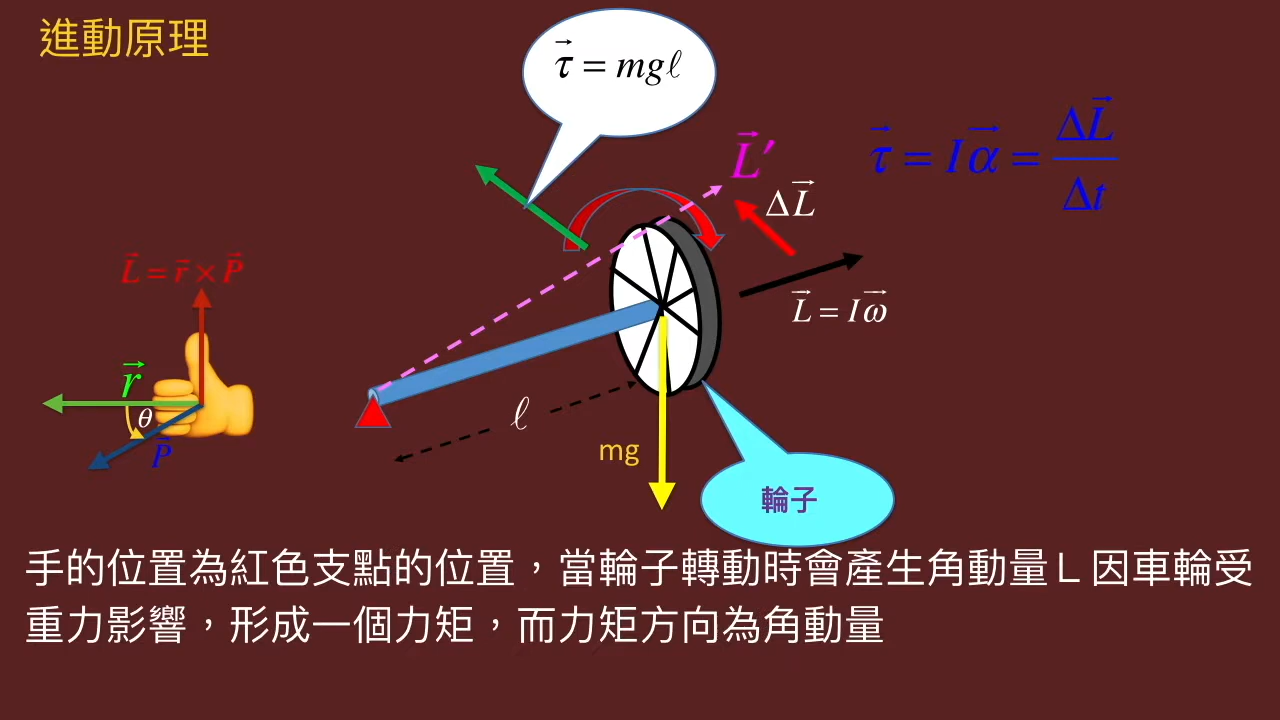 進動原理
τ⃗ = mgℓ
L⃗′
τ⃗ = Iα⃗ = ΔL⃗/Δt
ΔL⃗
L⃗ = r⃗ × P⃗
L⃗ = Iω⃗
r⃗
θ
P⃗
ℓ
mg
輪子
手的位置為紅色支點的位置，當輪子轉動時會產生角動量Ｌ因車輪受
重力影響，形成一個力矩，而力矩方向為角動量